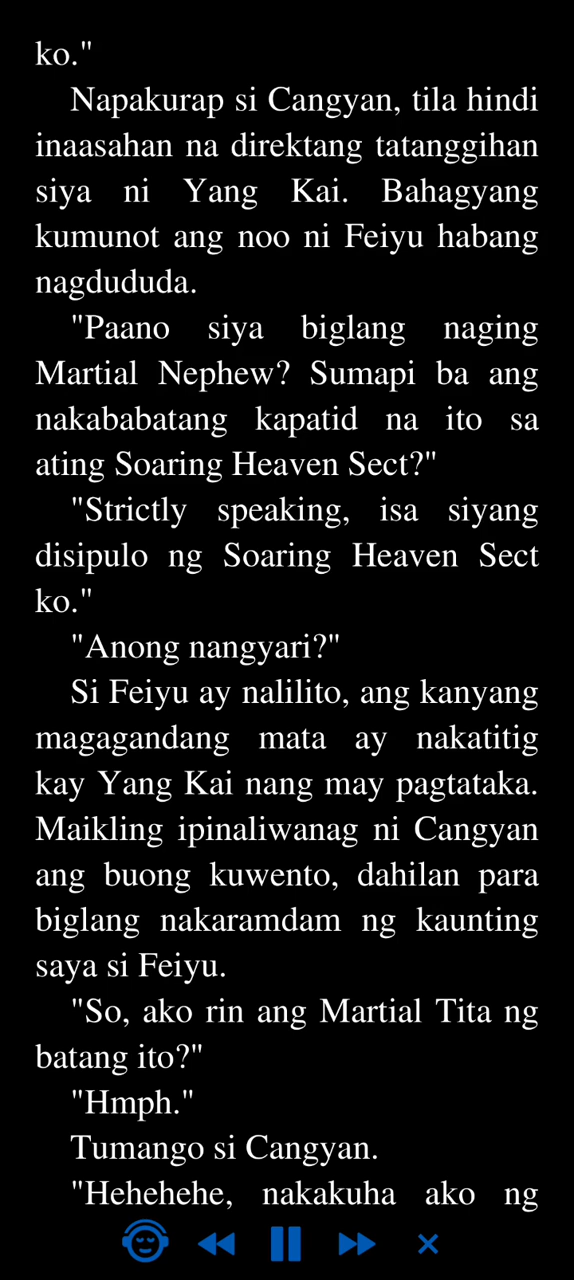 ko."
Napakurap si Cangyan, tila hindi
inaasahan na direktang tatanggihan
siya ni Yang Kai. Bahagyang
kumunot ang noo ni Feiyu habang
nagdududa.
"Paano siya biglang naging
Martial Nephew? Sumapi ba ang
nakababatang kapatid na ito sa
ating Soaring Heaven Sect?"
"Strictly speaking, isa siyang
disipulo ng Soaring Heaven Sect
ko."
"Anong nangyari?"
Si Feiyu ay nalilito, ang kanyang
magagandang mata ay nakatitig
kay Yang Kai nang may pagtataka.
Maikling ipinaliwanag ni Cangyan
ang buong kuwento, dahilan para
biglang nakaramdam ng kaunting
saya si Feiyu.
"So, ako rin ang Martial Tita ng
batang ito?"
"Hmph."
Tumango si Cangyan.
"Hehehehe, nakakuha ako ng